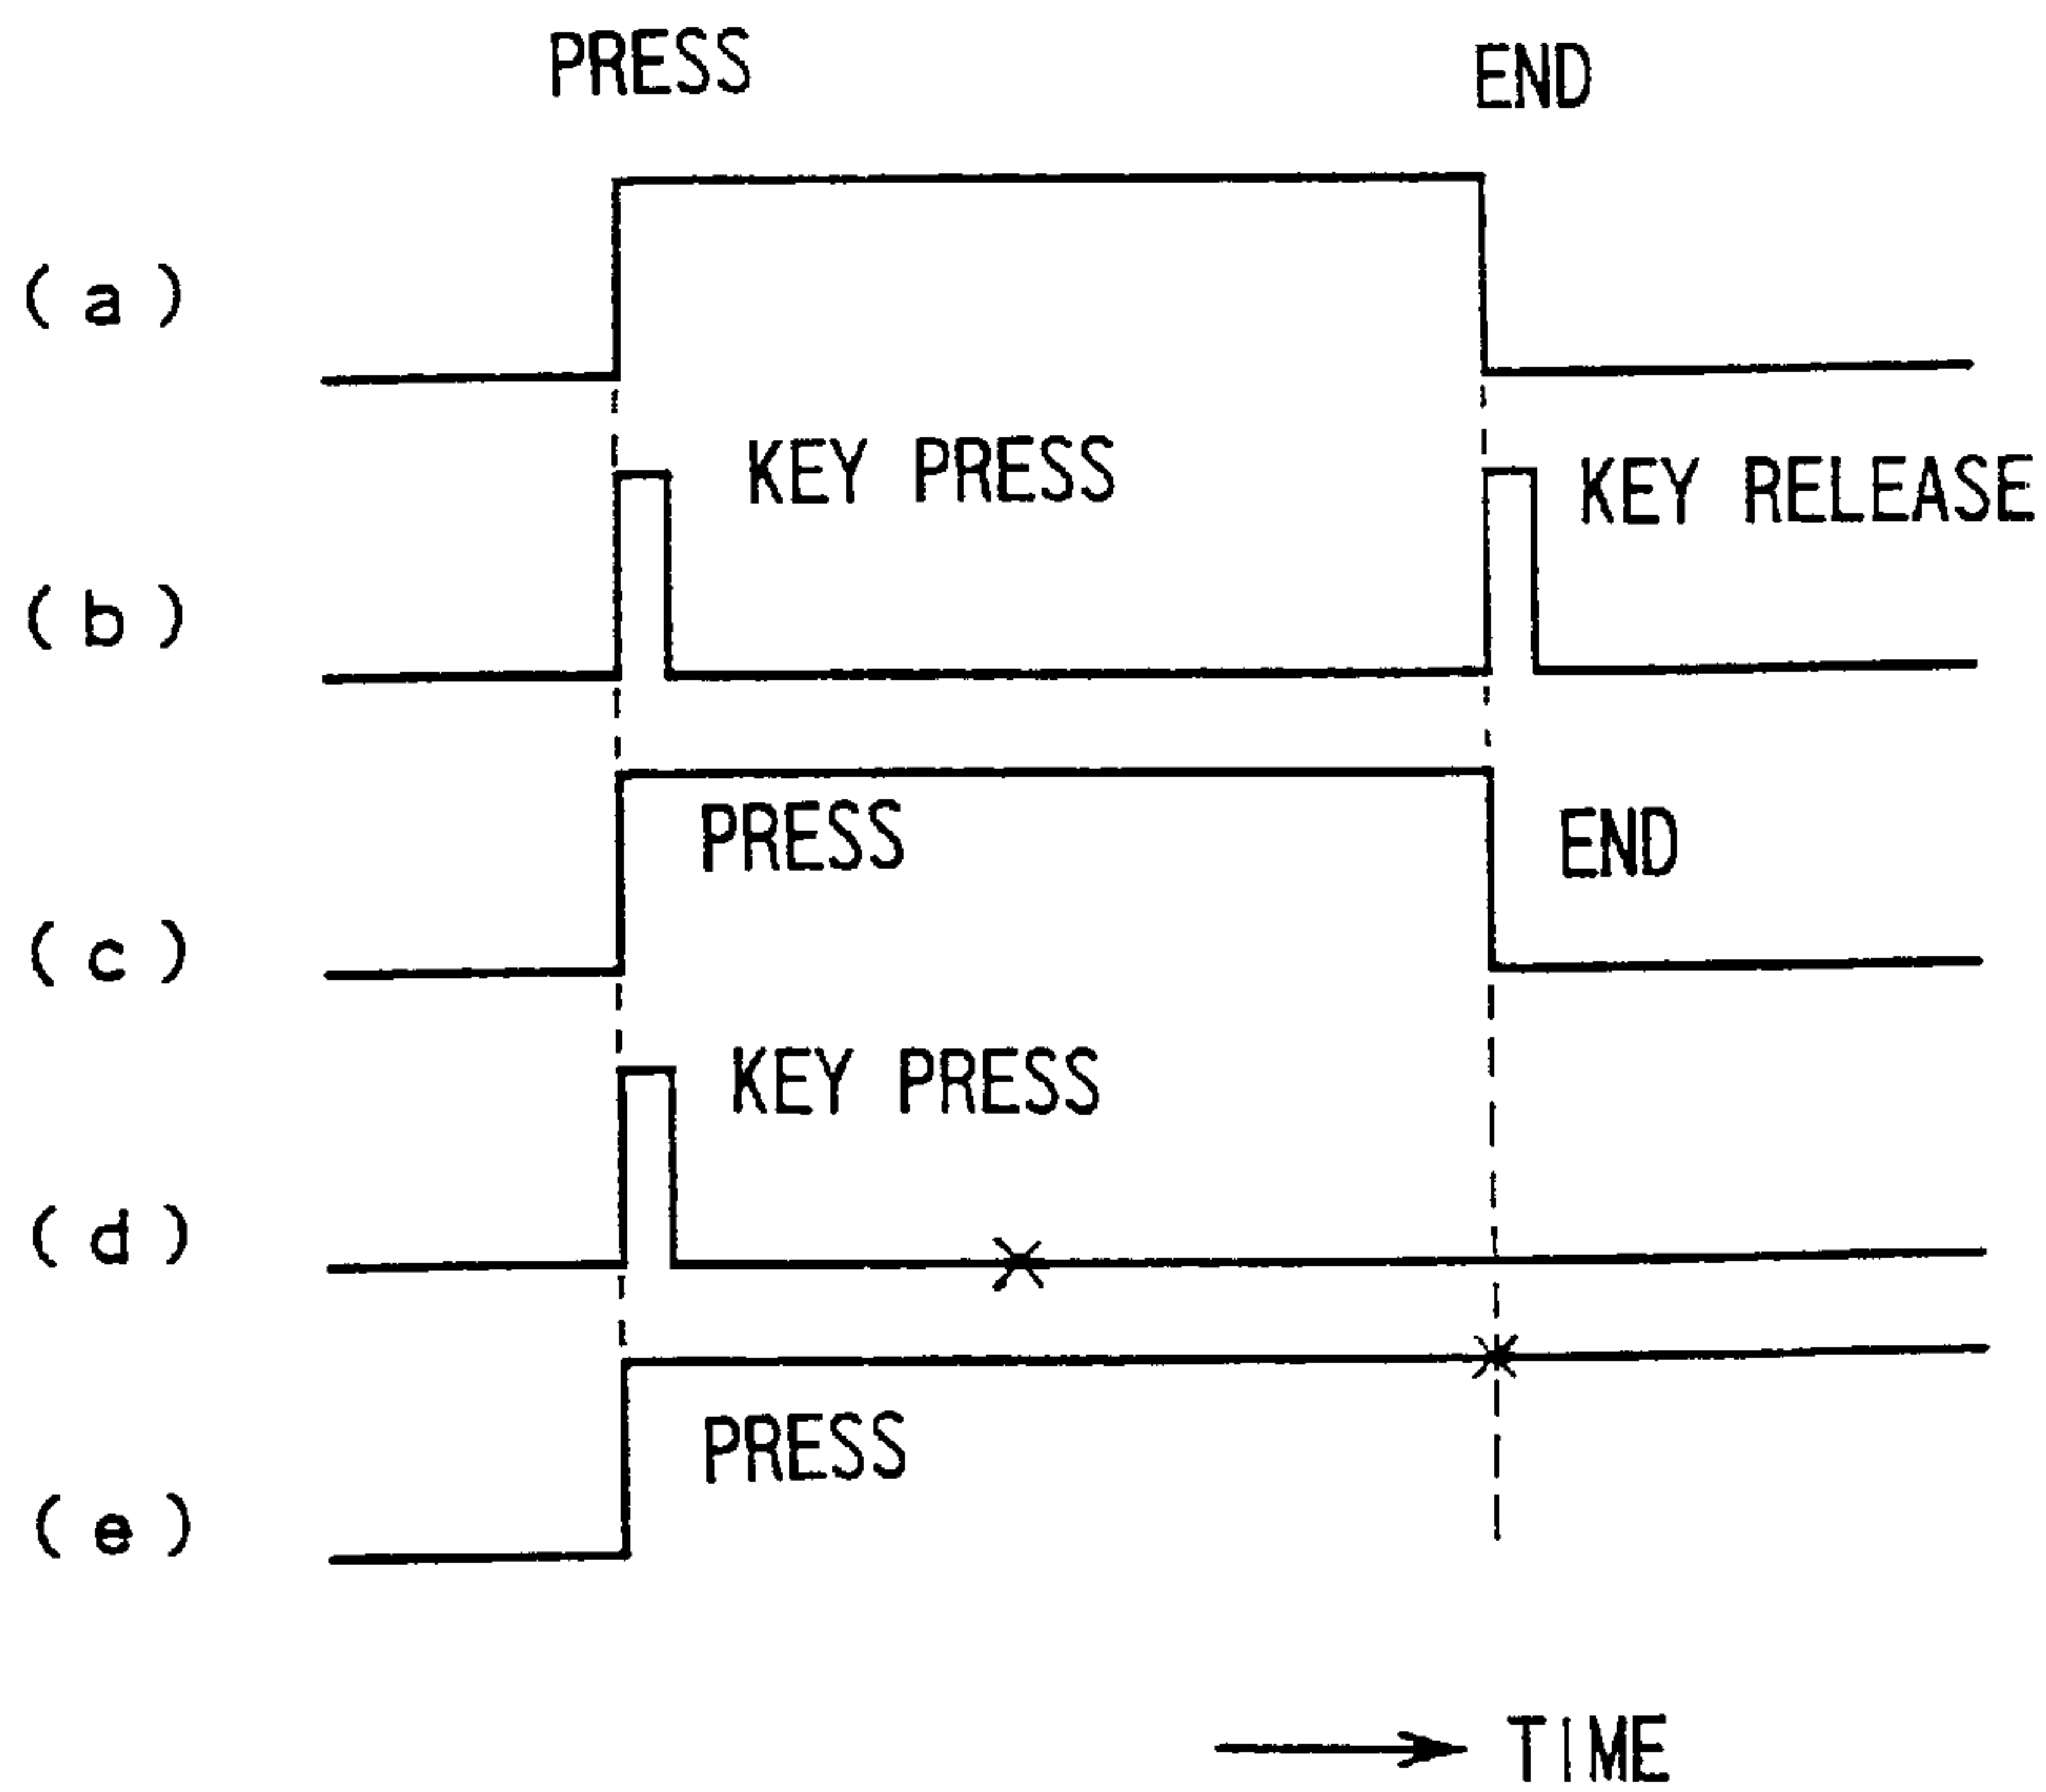 PRESS END
( a )
KEY PRESS KEY RELEASE
( b )
PRESS END
( c )
KEY PRESS
( d )
PRESS
( e )
TIME